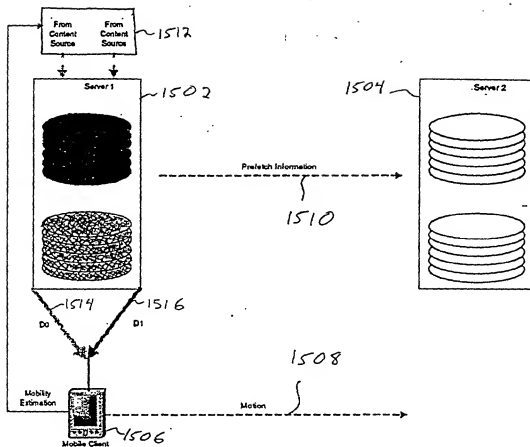 From Content Source
From Content Source
1512
Server 1
1502
1504
Server 2
Prefetch Information
1510
1514
1516
D0
D1
1508
Mobility Estimation
Motion
1506
Mobile Client